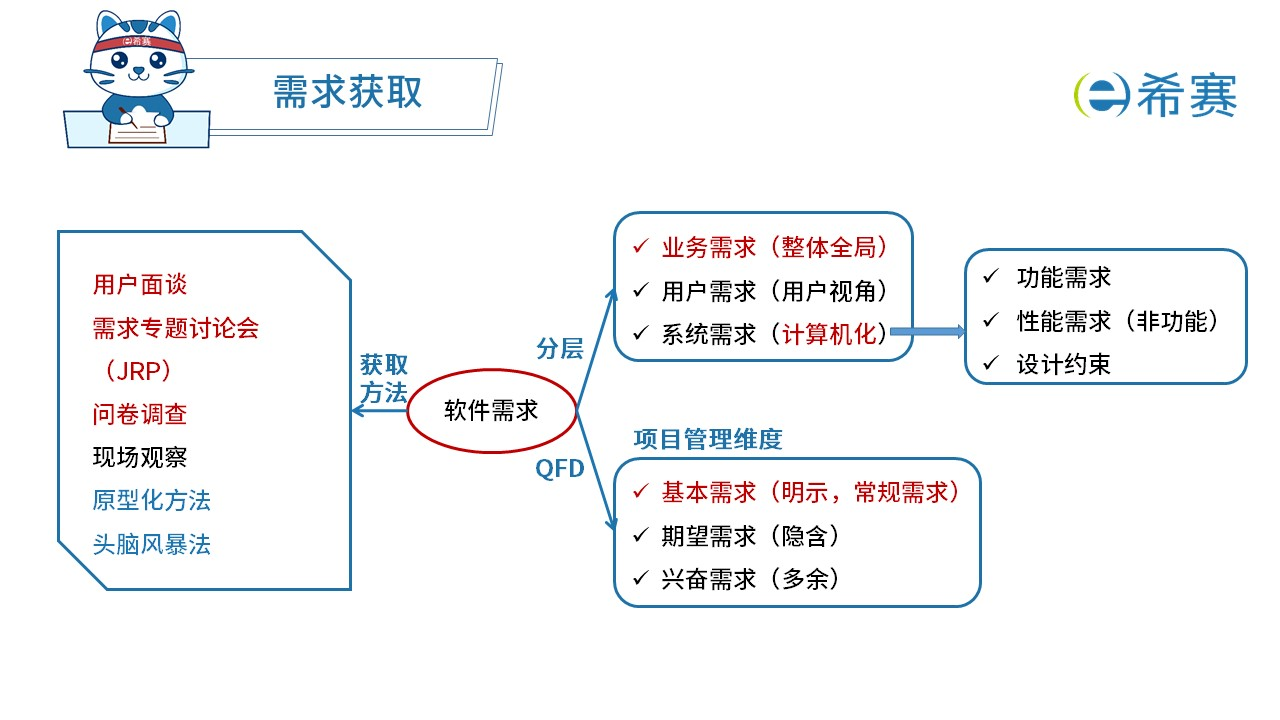 希赛
需求获取
希赛
用户面谈
需求专题讨论会
（JRP）
问卷调查
现场观察
原型化方法
头脑风暴法
获取
方法
软件需求
分层
QFD
✓ 业务需求（整体全局）
✓ 用户需求（用户视角）
✓ 系统需求（计算机化）
✓ 功能需求
✓ 性能需求（非功能）
✓ 设计约束
项目管理维度
✓ 基本需求（明示，常规需求）
✓ 期望需求（隐含）
✓ 兴奋需求（多余）